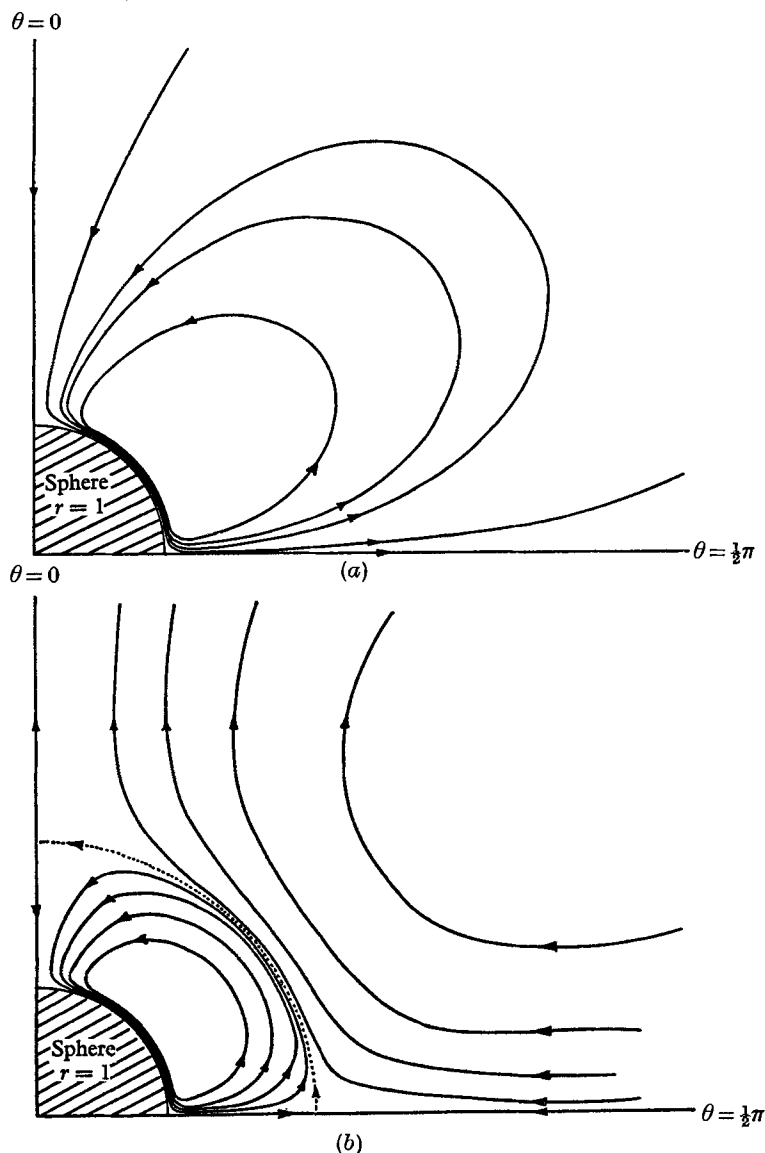 θ = 0
Sphere
r = 1
θ = ½π
(a)
θ = 0
Sphere
r = 1
θ = ½π
(b)